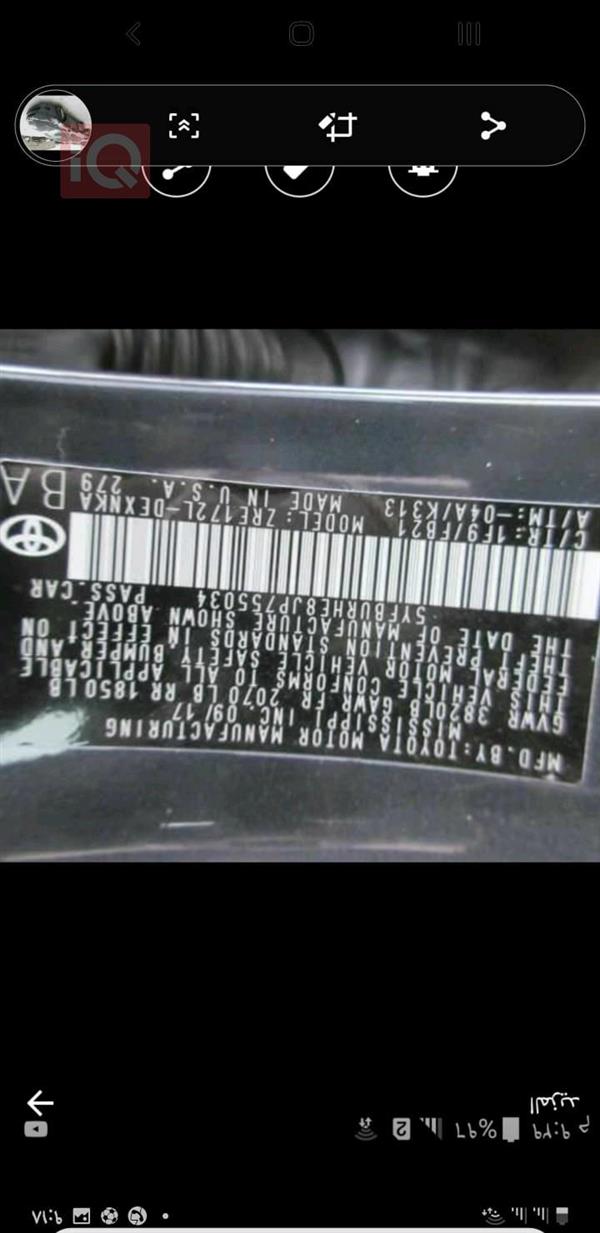 IQ
MFD. BY:TOYOTA MOTOR MANUFACTURING
MISSISSIPPI INC. 09/17
GVWR 3820LB GAWR FR 2070 LB RR 1850 LB
THIS VEHICLE CONFORMS TO ALL APPLICABLE
FEDERAL MOTOR VEHICLE SAFETY, BUMPER, AND
THEFT PREVENTION STANDARDS IN EFFECT ON
THE DATE OF MANUFACTURE SHOWN ABOVE.
5YFBURHE8JP755034 PASS.CAR
C/TR:1F9/FB21 MODEL:ZRE172L-DEXNKA BA
A/TM:-04A/K313 MADE IN U.S.A. 279
المزيد